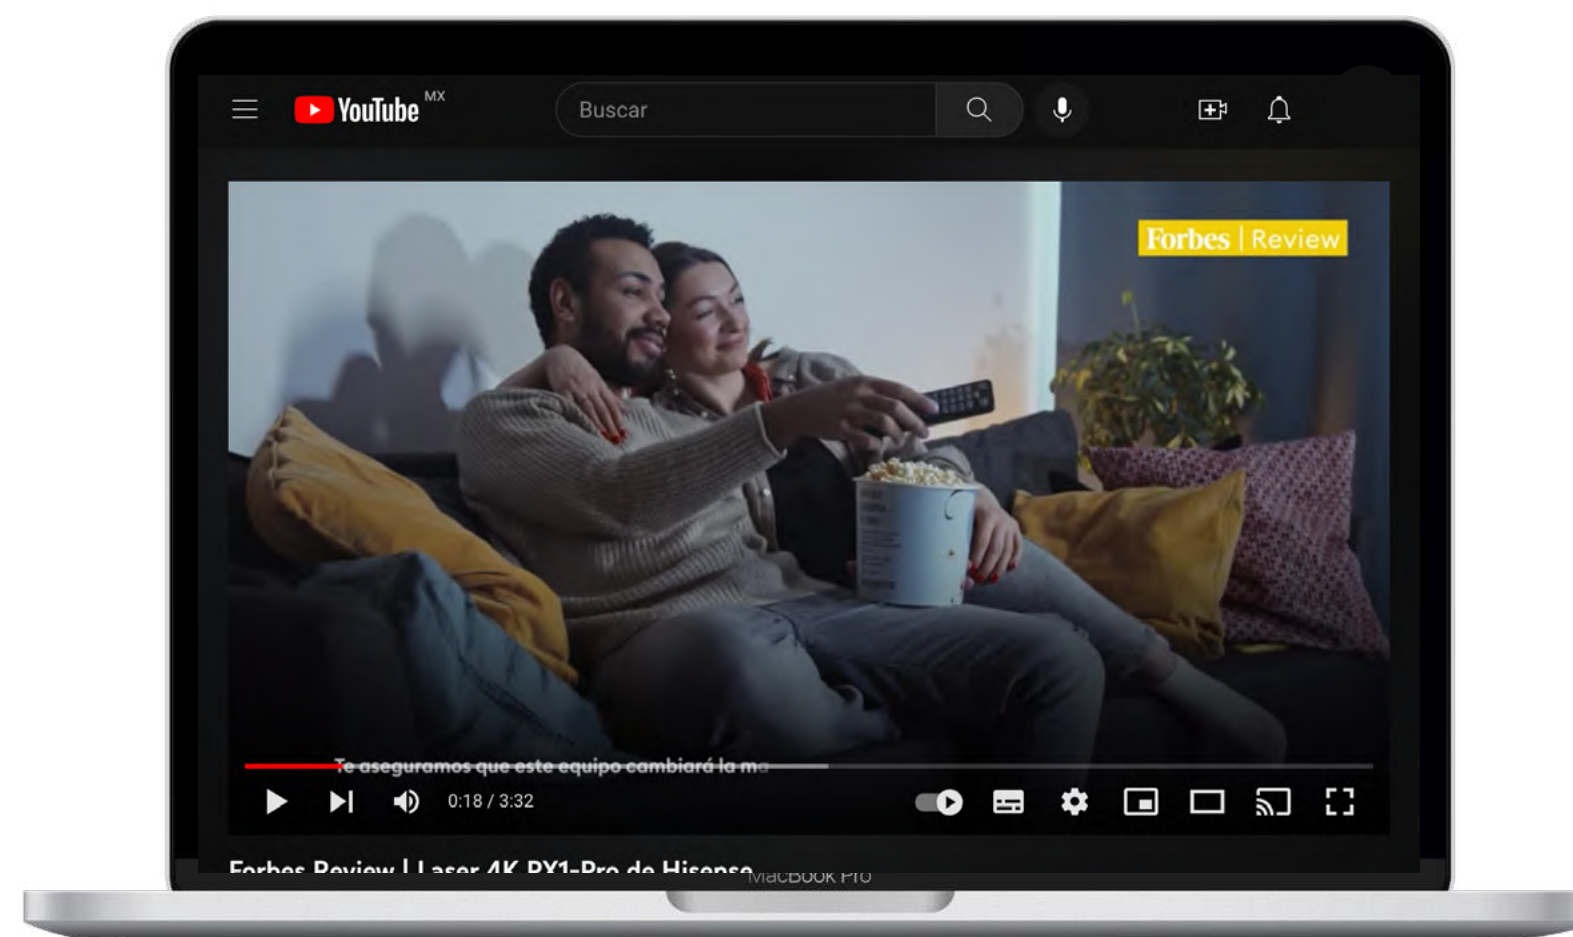 YouTube MX
Buscar
Forbes | Review
Te aseguramos que este equipo cambiará la ma
0:18 / 3:32
Forbes Review | Laser 4K PX1-Pro de Hisense
MacBook Pro